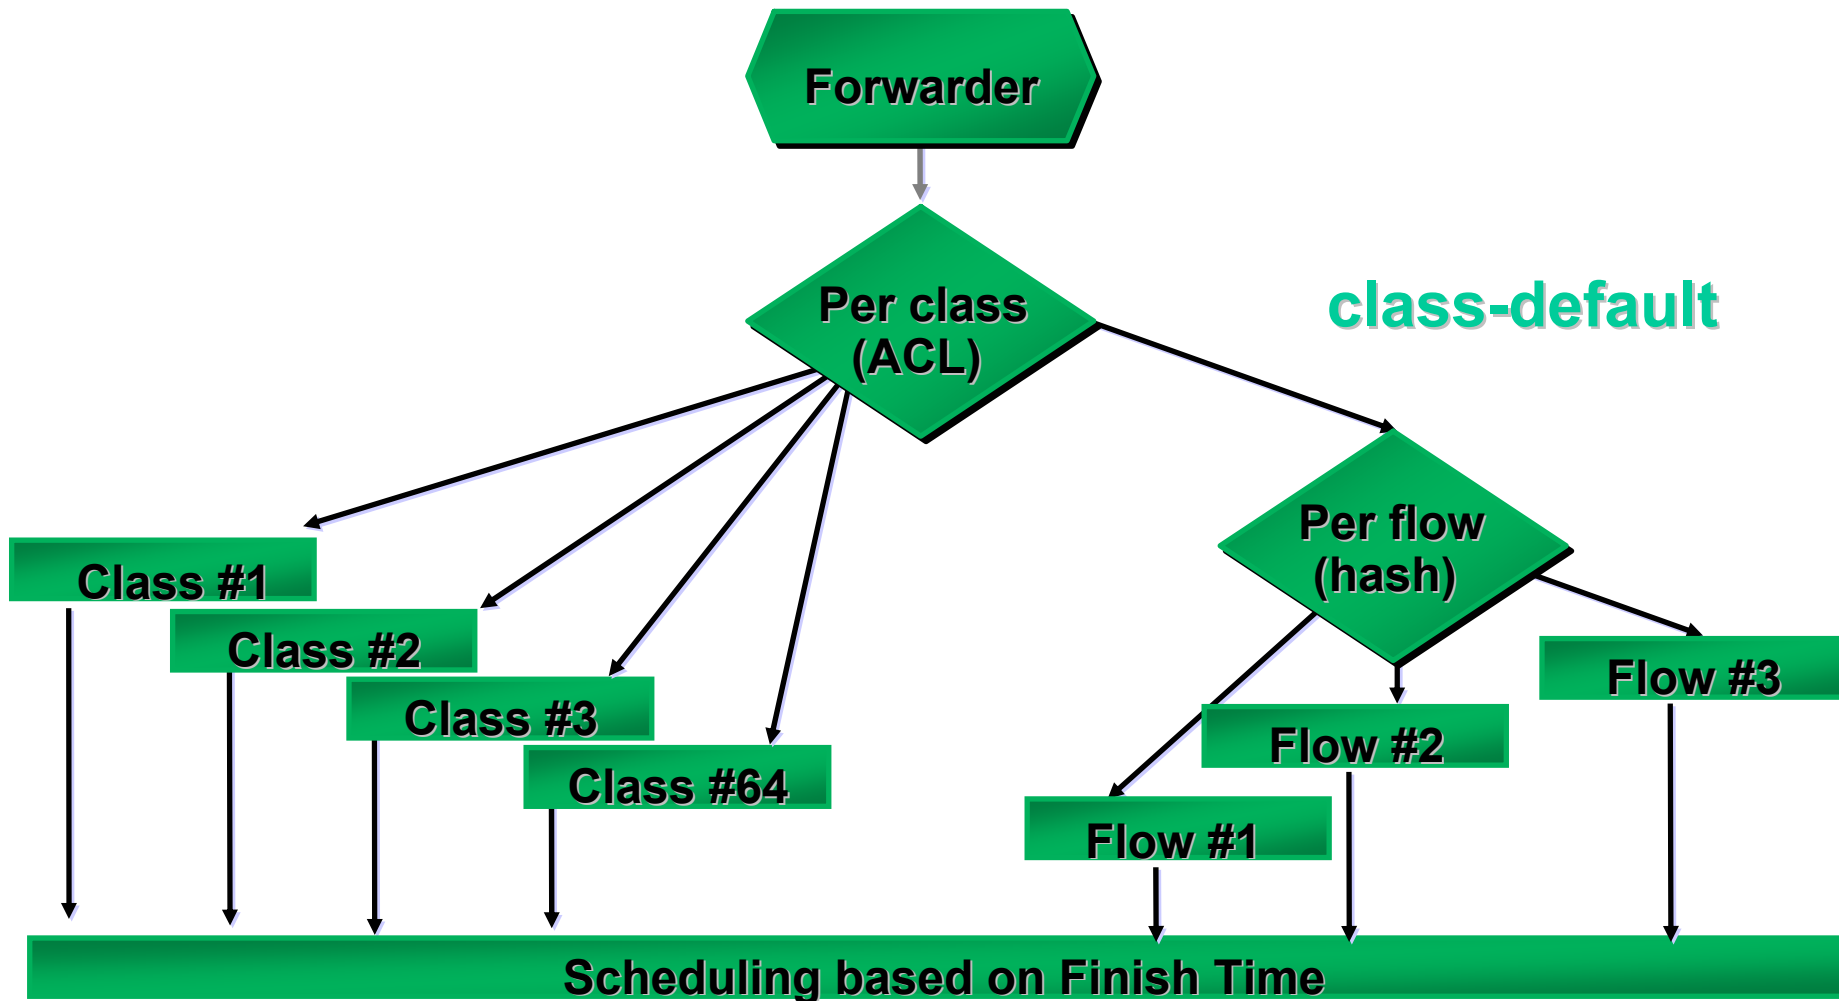 Forwarder
Per class
(ACL)
class-default
Per flow
(hash)
Class #1
Class #2
Class #3
Class #64
Flow #3
Flow #2
Flow #1
Scheduling based on Finish Time